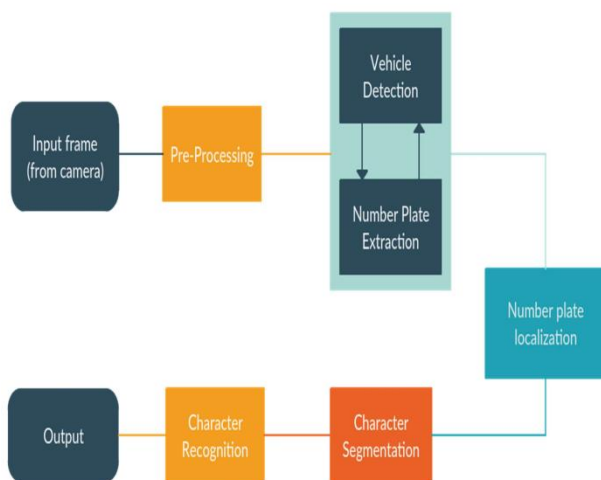 Input frame
(from camera)
Pre-Processing
Vehicle
Detection
Number Plate
Extraction
Number plate
localization
Character
Segmentation
Character
Recognition
Output